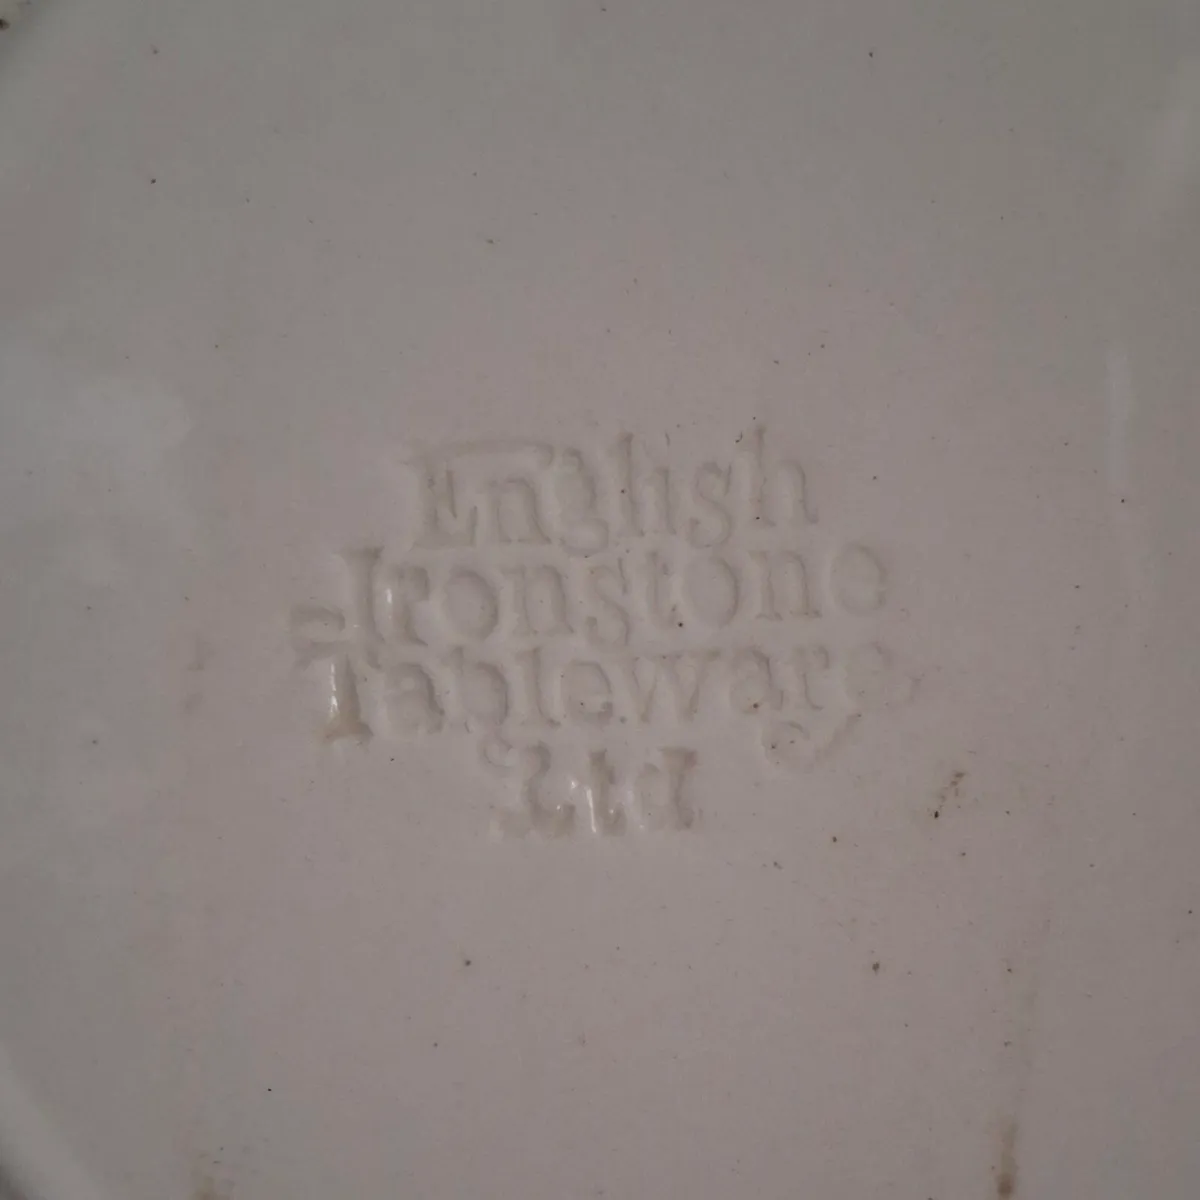 English
Ironstone
Tableware
Ltd